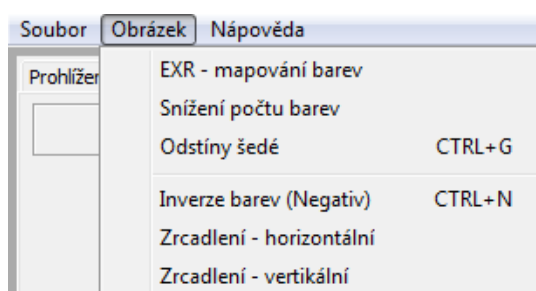 Soubor Obrázek Nápověda
Prohlížen
EXR - mapování barev
Snížení počtu barev
Odstíny šedé CTRL+G
Inverze barev (Negativ) CTRL+N
Zrcadlení - horizontální
Zrcadlení - vertikální